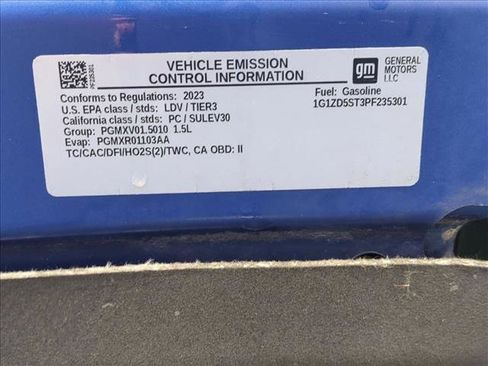 PF235301
VEHICLE EMISSION
CONTROL INFORMATION
gm
GENERAL
MOTORS
LLC
Conforms to Regulations: 2023
U.S. EPA class / stds: LDV / TIER3
California class / stds: PC / SULEV30
Group: PGMXV01.5010 1.5L
Evap: PGMXR01103AA
TC/CAC/DFI/HO2S(2)/TWC, CA OBD: II
Fuel: Gasoline
1G1ZD5ST3PF235301